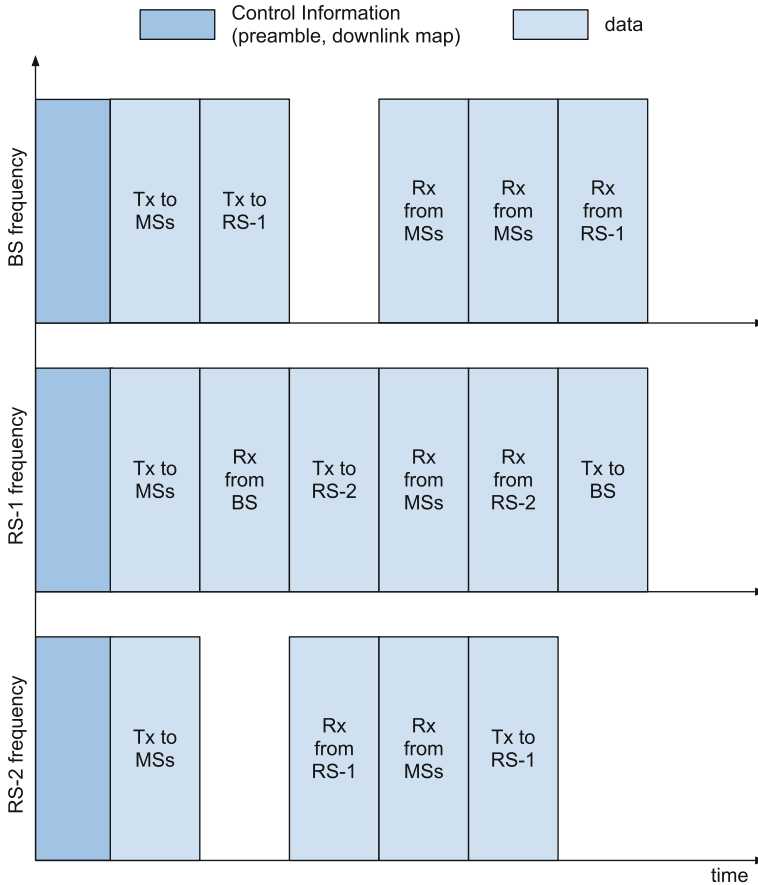 Control Information
(preamble, downlink map)
data
BS frequency
Tx to
MSs
Tx to
RS-1
Rx
from
MSs
Rx
from
MSs
Rx
from
RS-1
RS-1 frequency
Tx to
MSs
Rx
from
BS
Tx to
RS-2
Rx
from
MSs
Rx
from
RS-2
Tx to
BS
RS-2 frequency
Tx to
MSs
Rx
from
RS-1
Rx
from
MSs
Tx to
RS-1
time